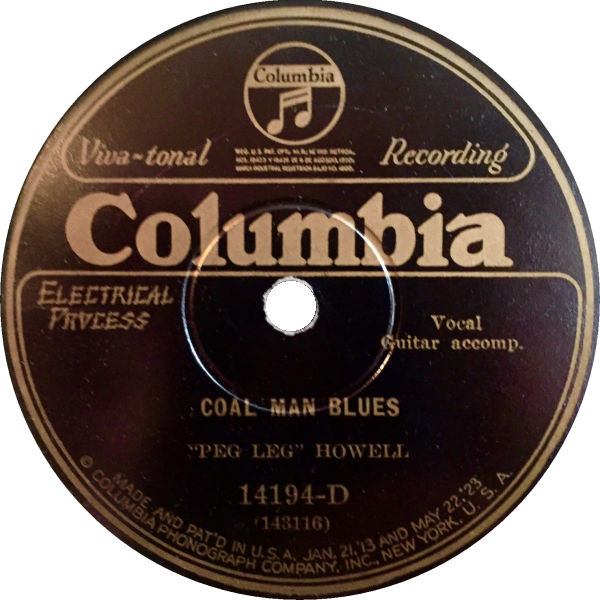 Columbia
Viva-tonal Recording
Columbia
ELECTRICAL
PROCESS
Vocal
Guitar accomp.
COAL MAN BLUES
"PEG LEG" HOWELL
14194-D
(143116)
MADE AND PAT'D IN U.S.A. JAN. 21, '13 AND MAY 22, '23
© COLUMBIA PHONOGRAPH COMPANY, INC., NEW YORK, U.S.A.